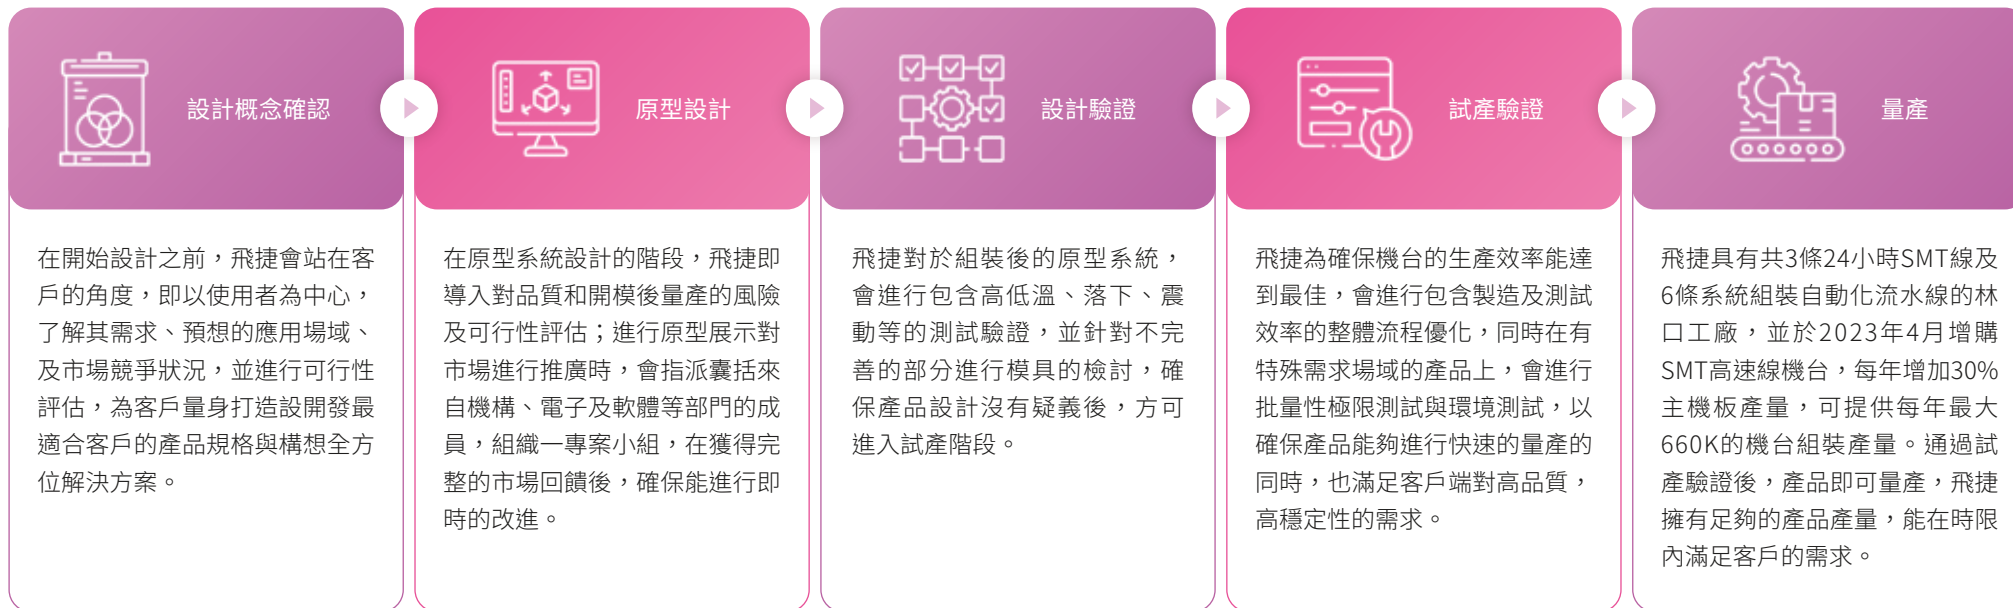 設計概念確認
在開始設計之前，飛捷會站在客
戶的角度，即以使用者為中心，
了解其需求、預想的應用場域、
及市場競爭狀況，並進行可行性
評估，為客戶量身打造設開發最
適合客戶的產品規格與構想全方
位解決方案。
原型設計
在原型系統設計的階段，飛捷即
導入對品質和開模後量產的風險
及可行性評估；進行原型展示對
市場進行推廣時，會指派囊括來
自機構、電子及軟體等部門的成
員，組織一專案小組，在獲得完
整的市場回饋後，確保能進行即
時的改進。
設計驗證
飛捷對於組裝後的原型系統，
會進行包含高低溫、落下、震
動等的測試驗證，並針對不完
善的部分進行模具的檢討，確
保產品設計沒有疑義後，方可
進入試產階段。
試產驗證
飛捷為確保機台的生產效率能達
到最佳，會進行包含製造及測試
效率的整體流程優化，同時在有
特殊需求場域的產品上，會進行
批量性極限測試與環境測試，以
確保產品能夠進行快速的量產的
同時，也滿足客戶端對高品質，
高穩定性的需求。
量產
飛捷具有共3條24小時SMT線及
6條系統組裝自動化流水線的林
口工廠，並於2023年4月增購
SMT高速線機台，每年增加30%
主機板產量，可提供每年最大
660K的機台組裝產量。通過試
產驗證後，產品即可量產，飛捷
擁有足夠的產品產量，能在時限
內滿足客戶的需求。